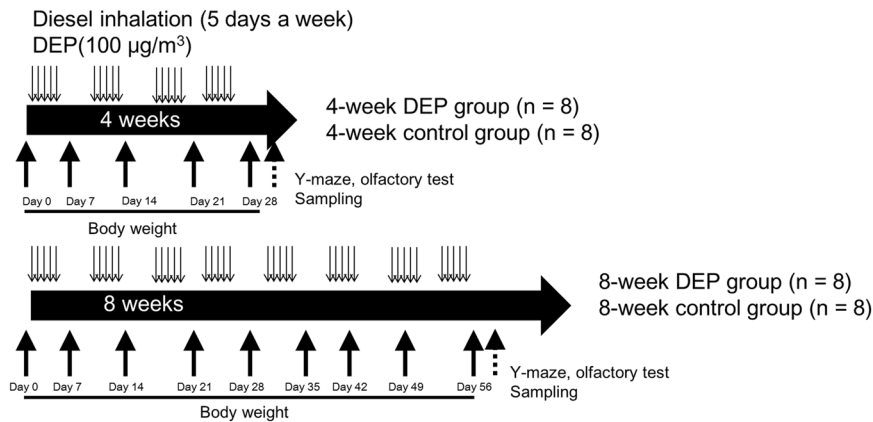 Diesel inhalation (5 days a week)
DEP(100 µg/m³)
4 weeks
4-week DEP group (n = 8)
4-week control group (n = 8)
Y-maze, olfactory test
Sampling
Day 0 Day 7 Day 14 Day 21 Day 28
Body weight
8 weeks
8-week DEP group (n = 8)
8-week control group (n = 8)
Y-maze, olfactory test
Sampling
Day 0 Day 7 Day 14 Day 21 Day 28 Day 35 Day 42 Day 49 Day 56
Body weight